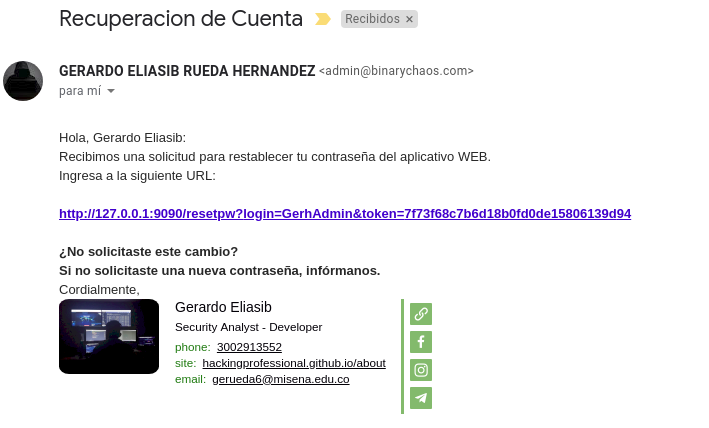 Recuperacion de Cuenta
Recibidos ×
GERARDO ELIASIB RUEDA HERNANDEZ <admin@binarychaos.com>
para mí
Hola, Gerardo Eliasib:
Recibimos una solicitud para restablecer tu contraseña del aplicativo WEB.
Ingresa a la siguiente URL:
http://127.0.0.1:9090/resetpw?login=GerhAdmin&token=7f73f68c7b6d18b0fd0de15806139d94
¿No solicitaste este cambio?
Si no solicitaste una nueva contraseña, infórmanos.
Cordialmente,
Gerardo Eliasib
Security Analyst - Developer
phone: 3002913552
site: hackingprofessional.github.io/about
email: gerueda6@misena.edu.co